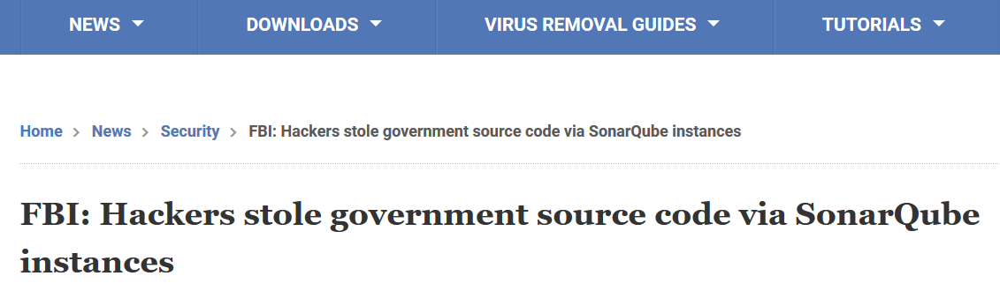 NEWS DOWNLOADS VIRUS REMOVAL GUIDES TUTORIALS
Home > News > Security > FBI: Hackers stole government source code via SonarQube instances
FBI: Hackers stole government source code via SonarQube
instances